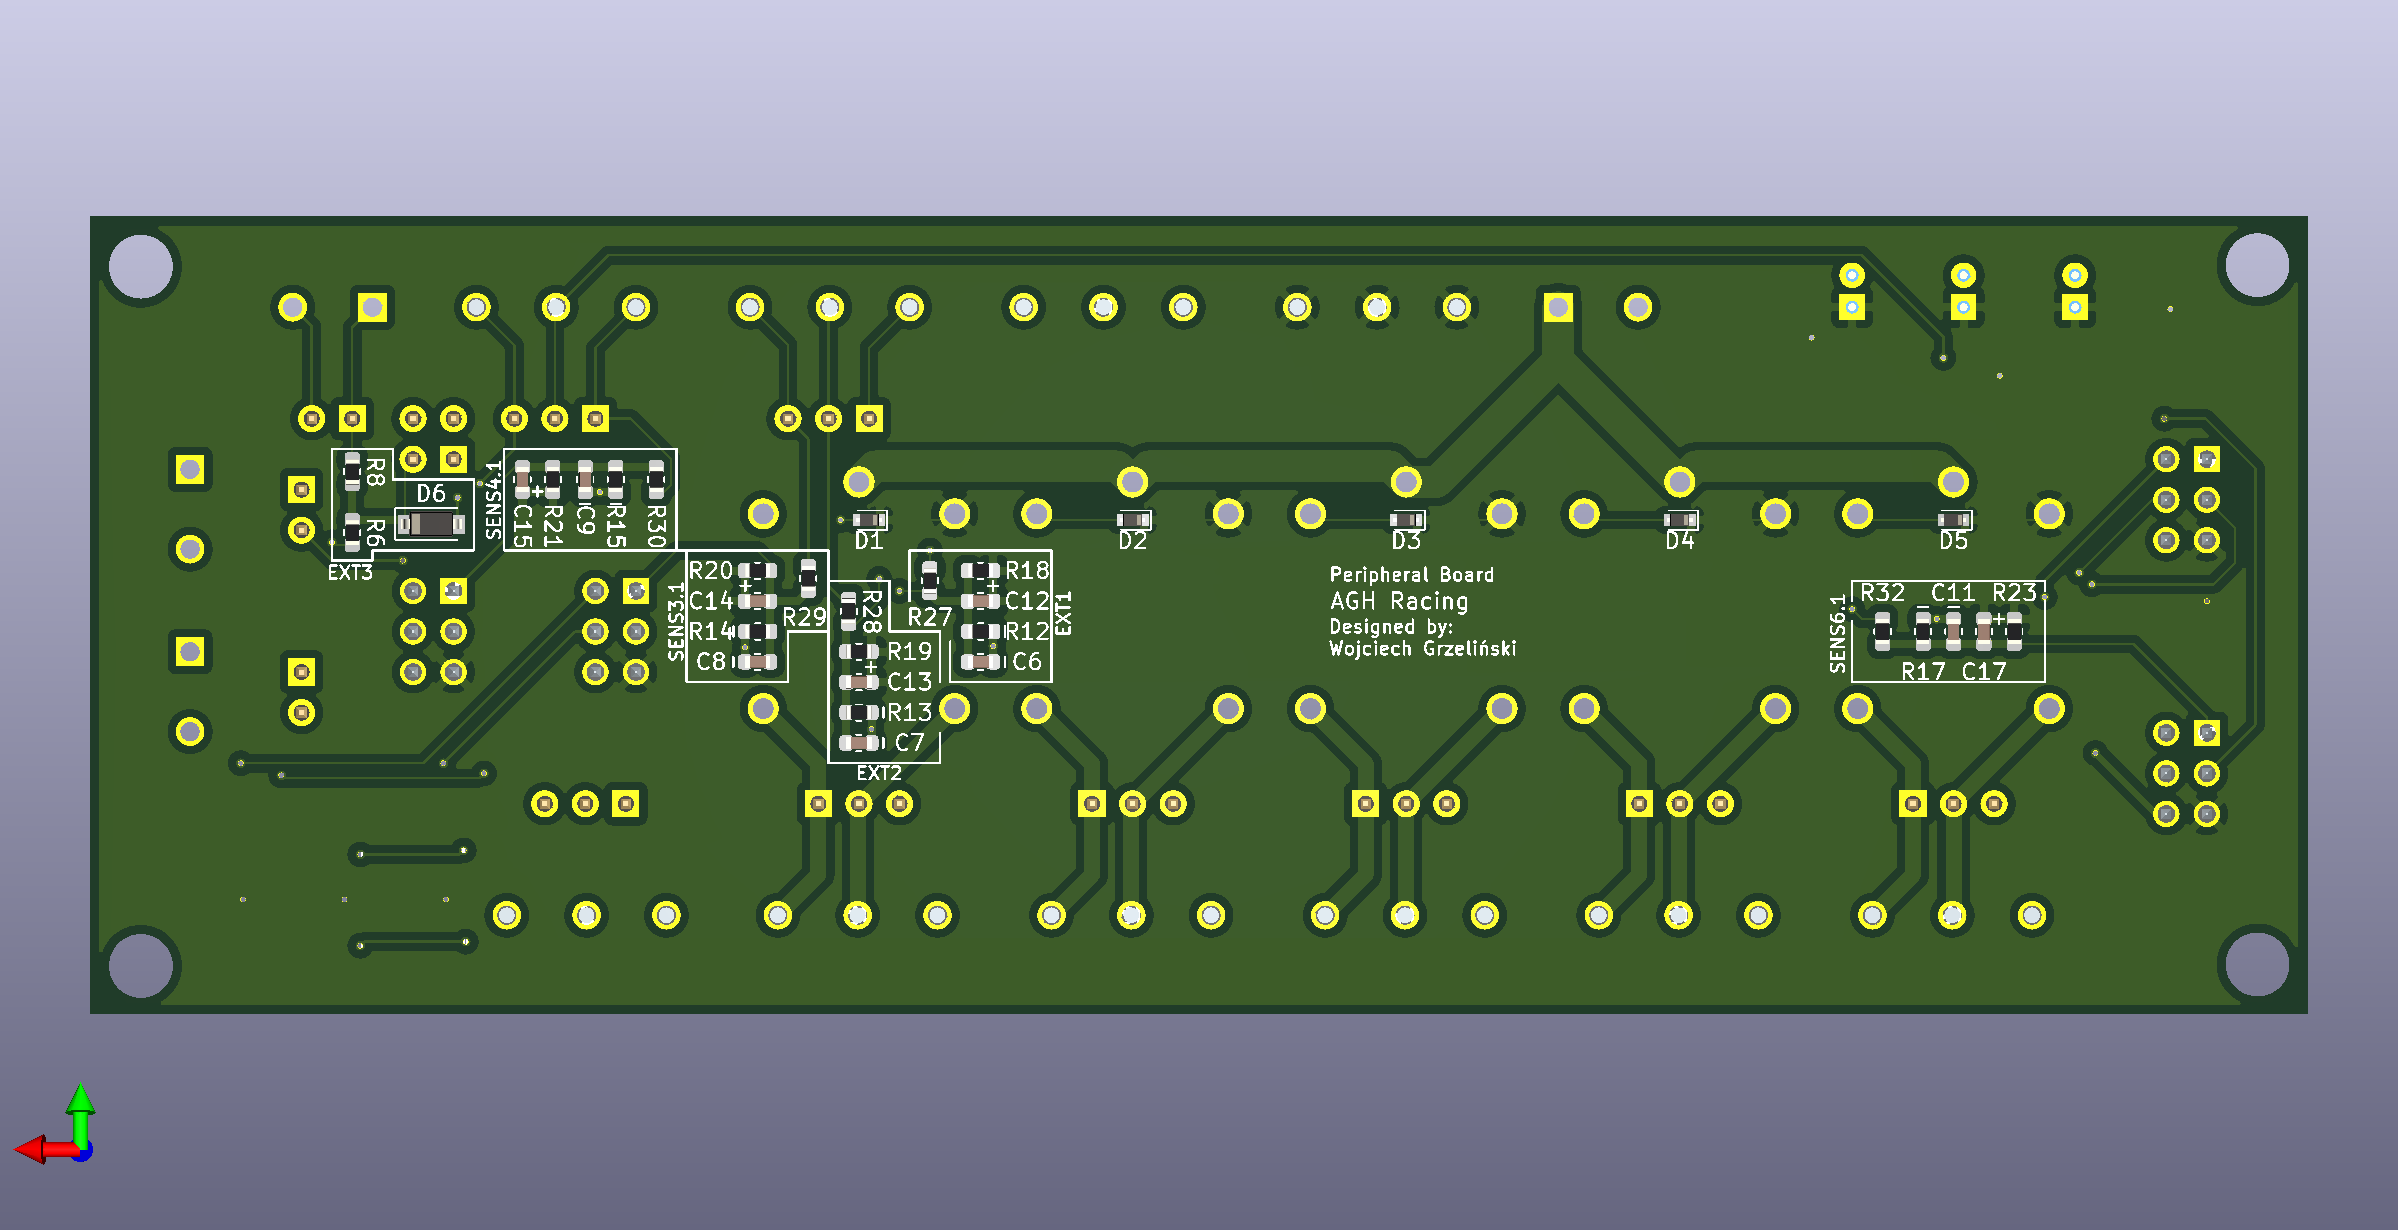 R8
D6
R6
EXT3
SENS4.1
C15
R21
C9
R15
R30
D1
D2
D3
D4
D5
SENS3.1
R20
C14
R14
C8
R29
R28
R27
R18
C12
R12
C6
EXT1
R19
C13
R13
C7
EXT2
Peripheral Board
AGH Racing
Designed by:
Wojciech Grzeliński
SENS6.1
R32
C11
R23
R17
C17